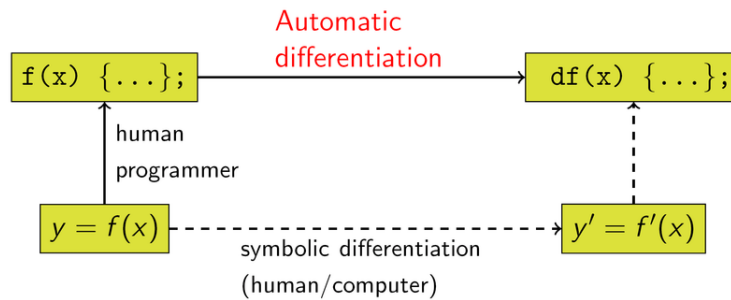 Automatic
differentiation
f(x) {...};
df(x) {...};
human
programmer
y = f(x)
y′ = f′(x)
symbolic differentiation
(human/computer)